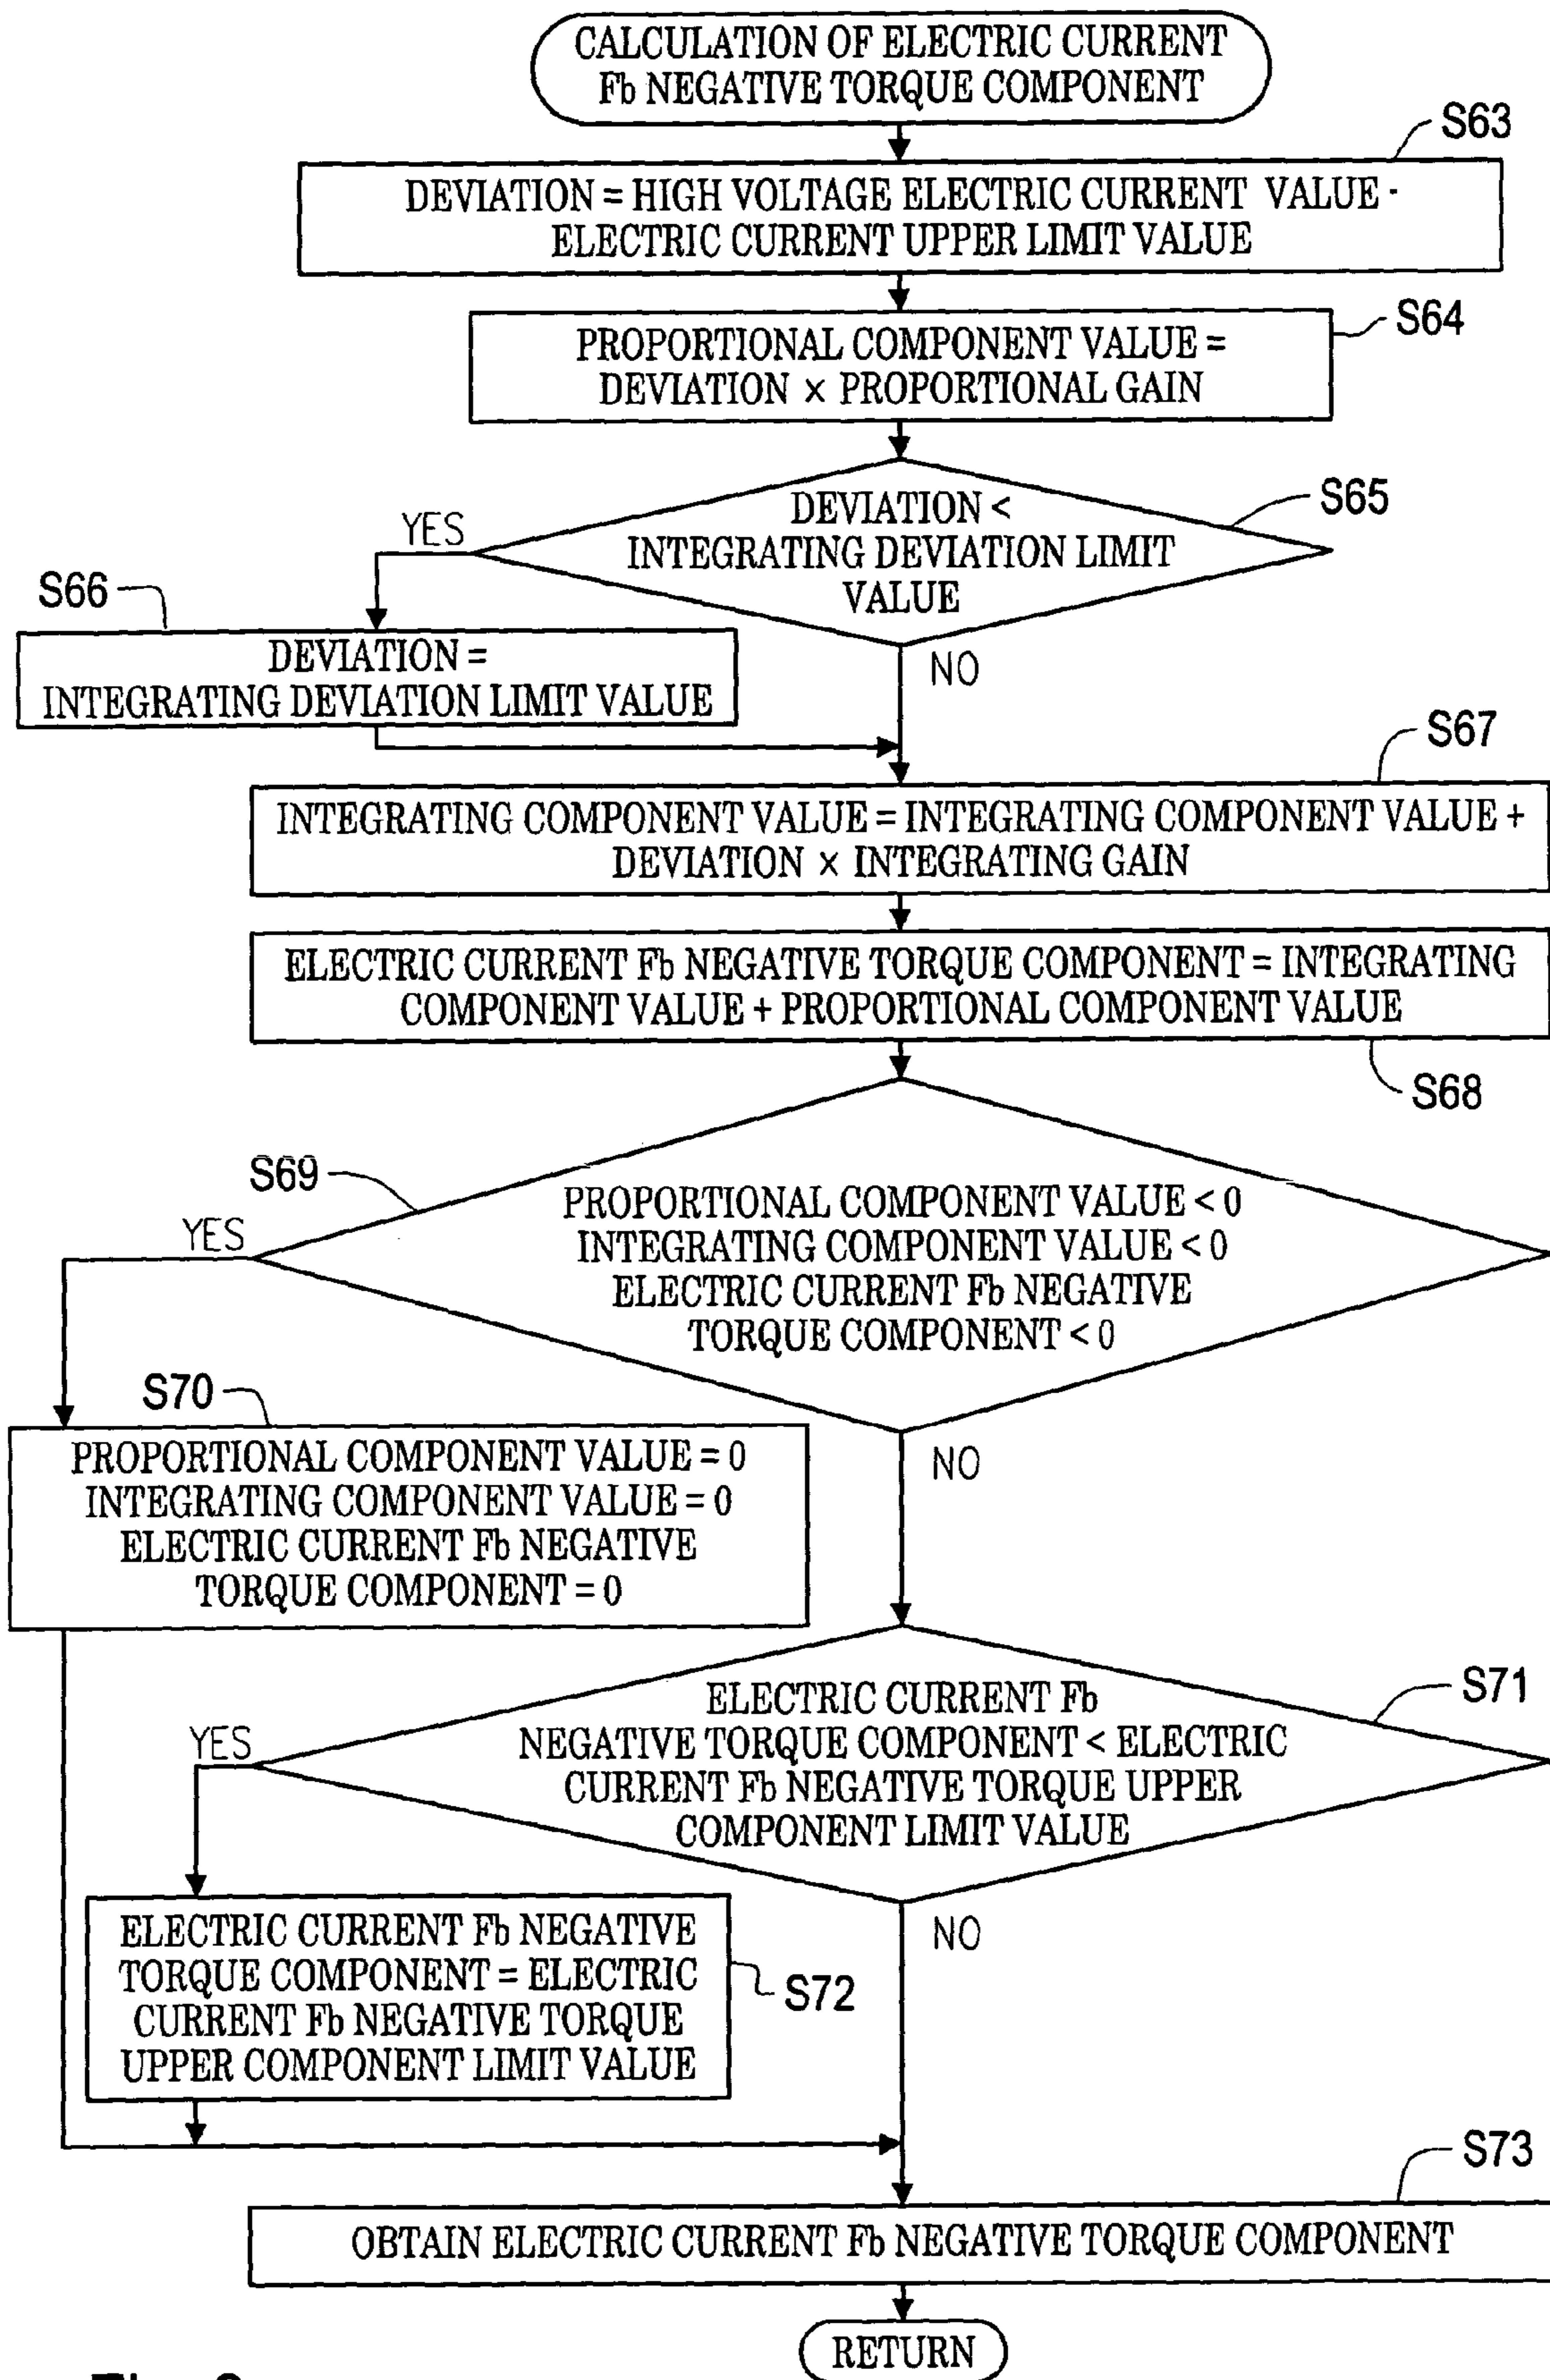 CALCULATION OF ELECTRIC CURRENT
Fb NEGATIVE TORQUE COMPONENT
S63
DEVIATION = HIGH VOLTAGE ELECTRIC CURRENT VALUE -
ELECTRIC CURRENT UPPER LIMIT VALUE
S64
PROPORTIONAL COMPONENT VALUE =
DEVIATION × PROPORTIONAL GAIN
S65
DEVIATION <
INTEGRATING DEVIATION LIMIT
VALUE
YES
S66
DEVIATION =
INTEGRATING DEVIATION LIMIT VALUE
NO
S67
INTEGRATING COMPONENT VALUE = INTEGRATING COMPONENT VALUE +
DEVIATION × INTEGRATING GAIN
ELECTRIC CURRENT Fb NEGATIVE TORQUE COMPONENT = INTEGRATING
COMPONENT VALUE + PROPORTIONAL COMPONENT VALUE
S68
S69
YES
PROPORTIONAL COMPONENT VALUE < 0
INTEGRATING COMPONENT VALUE < 0
ELECTRIC CURRENT Fb NEGATIVE
TORQUE COMPONENT < 0
S70
NO
PROPORTIONAL COMPONENT VALUE = 0
INTEGRATING COMPONENT VALUE = 0
ELECTRIC CURRENT Fb NEGATIVE
TORQUE COMPONENT = 0
S71
YES
ELECTRIC CURRENT Fb
NEGATIVE TORQUE COMPONENT < ELECTRIC
CURRENT Fb NEGATIVE TORQUE UPPER
COMPONENT LIMIT VALUE
NO
ELECTRIC CURRENT Fb NEGATIVE
TORQUE COMPONENT = ELECTRIC
CURRENT Fb NEGATIVE TORQUE
UPPER COMPONENT LIMIT VALUE
S72
S73
OBTAIN ELECTRIC CURRENT Fb NEGATIVE TORQUE COMPONENT
RETURN